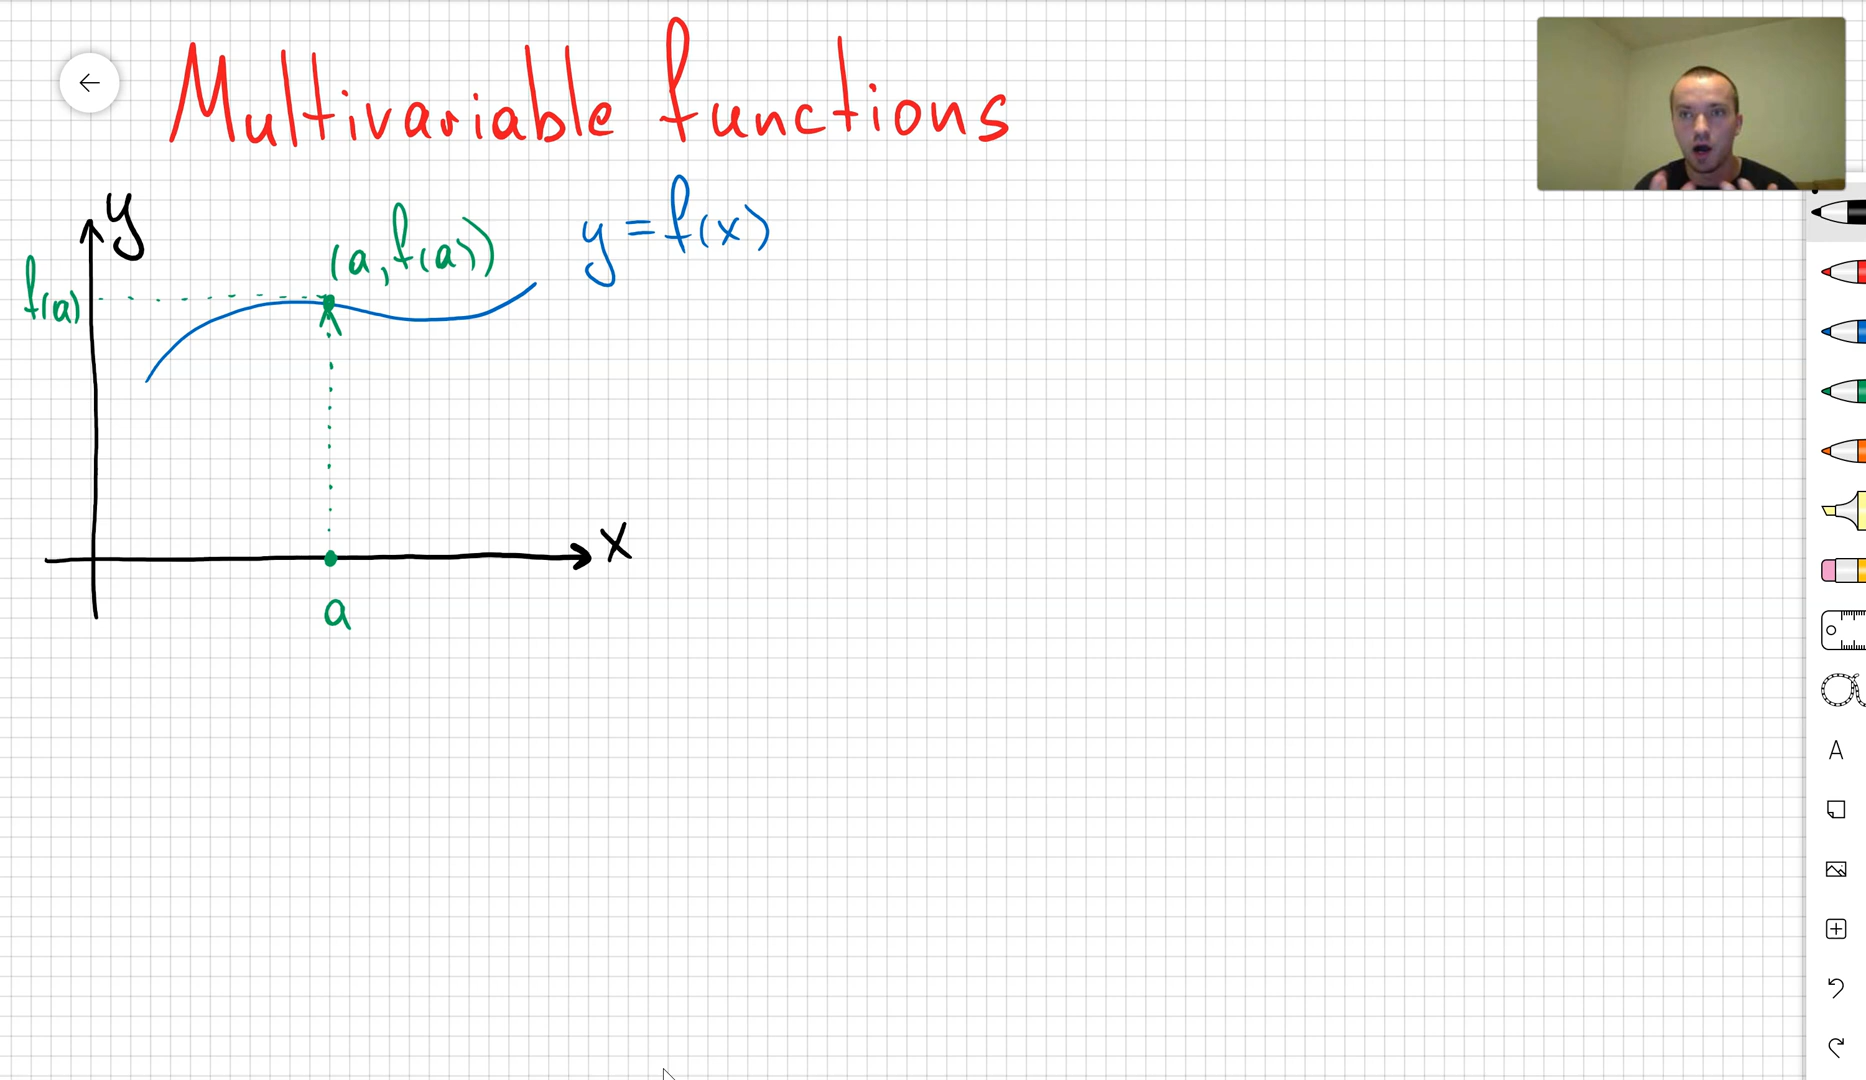 Multivariable functions
y
(a, f(a))
y = f(x)
f(a)
x
a
A